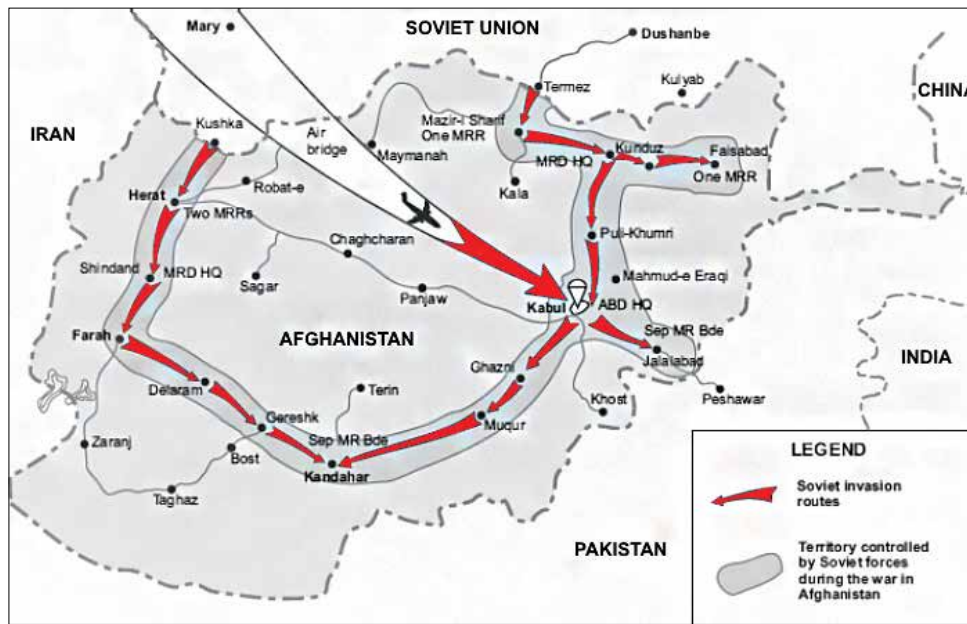 Mary
SOVIET UNION
Dushanbe
Kulyab
CHINA
Termez
IRAN
Kushka
Air
bridge
Mazir-i Sharif
One MRR
Maymanah
MRD HQ
Kunduz
Faisabad
One MRR
Robat-e
Kala
Herat
Two MRRs
Chaghcharan
Puli-Khumri
Shindand
MRD HQ
Sagar
Panjaw
Mahmud-e Eraqi
Kabul
ABD HQ
Farah
AFGHANISTAN
Sep MR Bde
Jalalabad
INDIA
Ghazni
Delaram
Terin
Khost
Peshawar
Gereshk
Muqur
Zaranj
Bost
Sep MR Bde
Kandahar
Taghaz
PAKISTAN
LEGEND
Soviet invasion
routes
Territory controlled
by Soviet forces
during the war in
Afghanistan